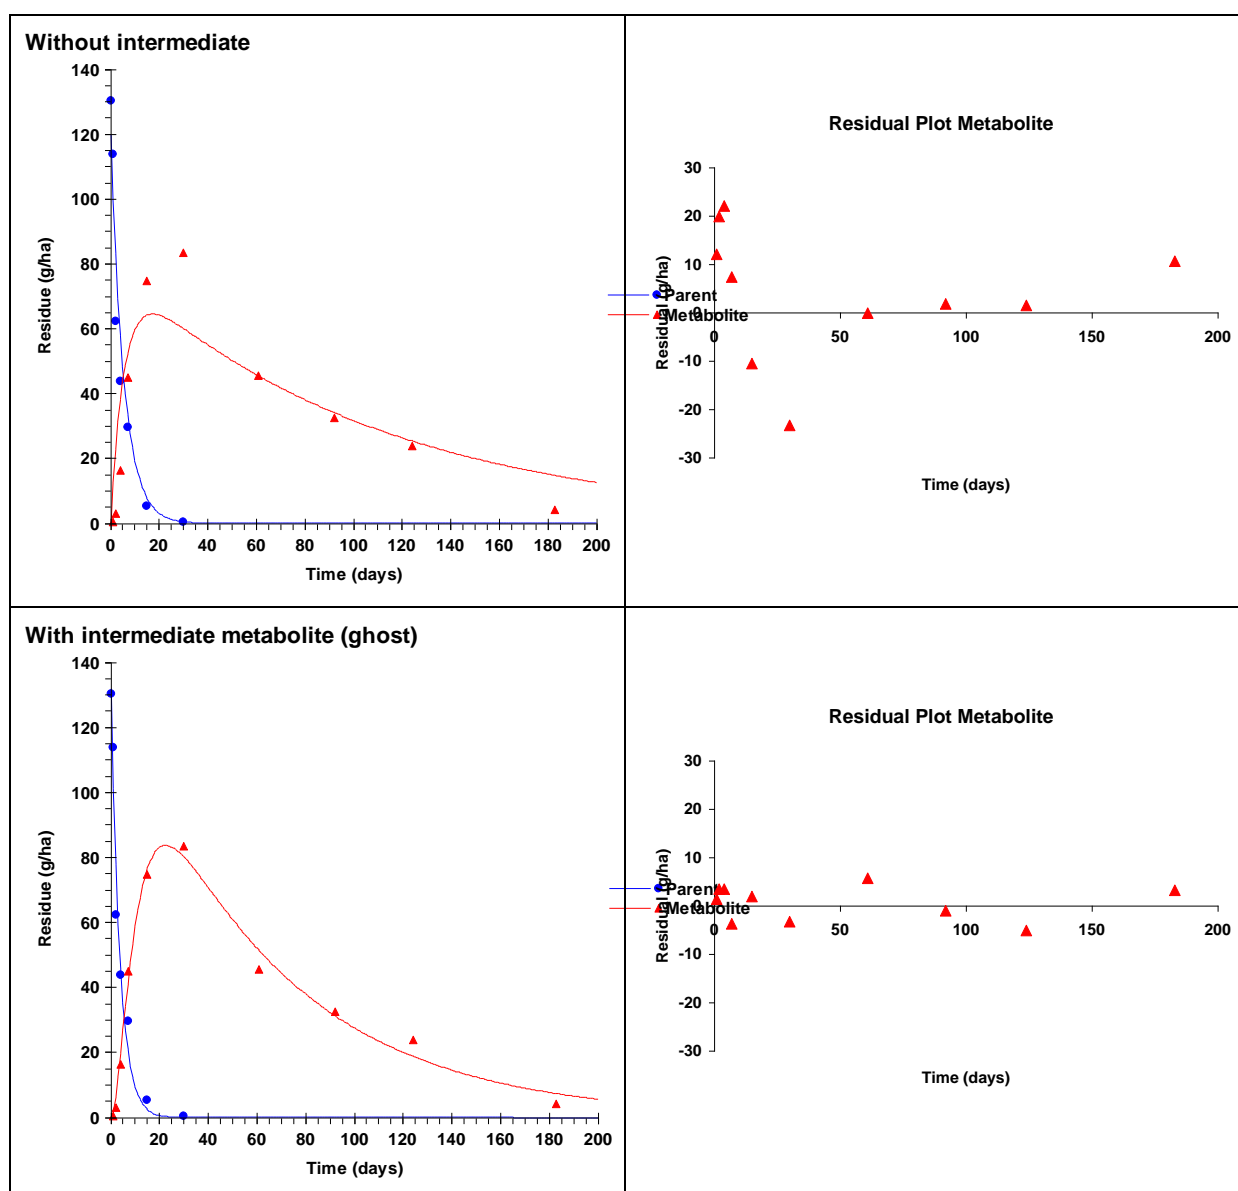 Without intermediate
140
120
100
80
60
40
20
0
Residue (g/ha)
0 20 40 60 80 100 120 140 160 180 200
Time (days)
Parent
Metabolite
Residual Plot Metabolite
30
20
10
0
-10
-20
-30
Residual (g/ha)
0 50 100 150 200
Time (days)
With intermediate metabolite (ghost)
140
120
100
80
60
40
20
0
Residue (g/ha)
0 20 40 60 80 100 120 140 160 180 200
Time (days)
Parent
Metabolite
Residual Plot Metabolite
30
20
10
0
-10
-20
-30
Residual (g/ha)
0 50 100 150 200
Time (days)